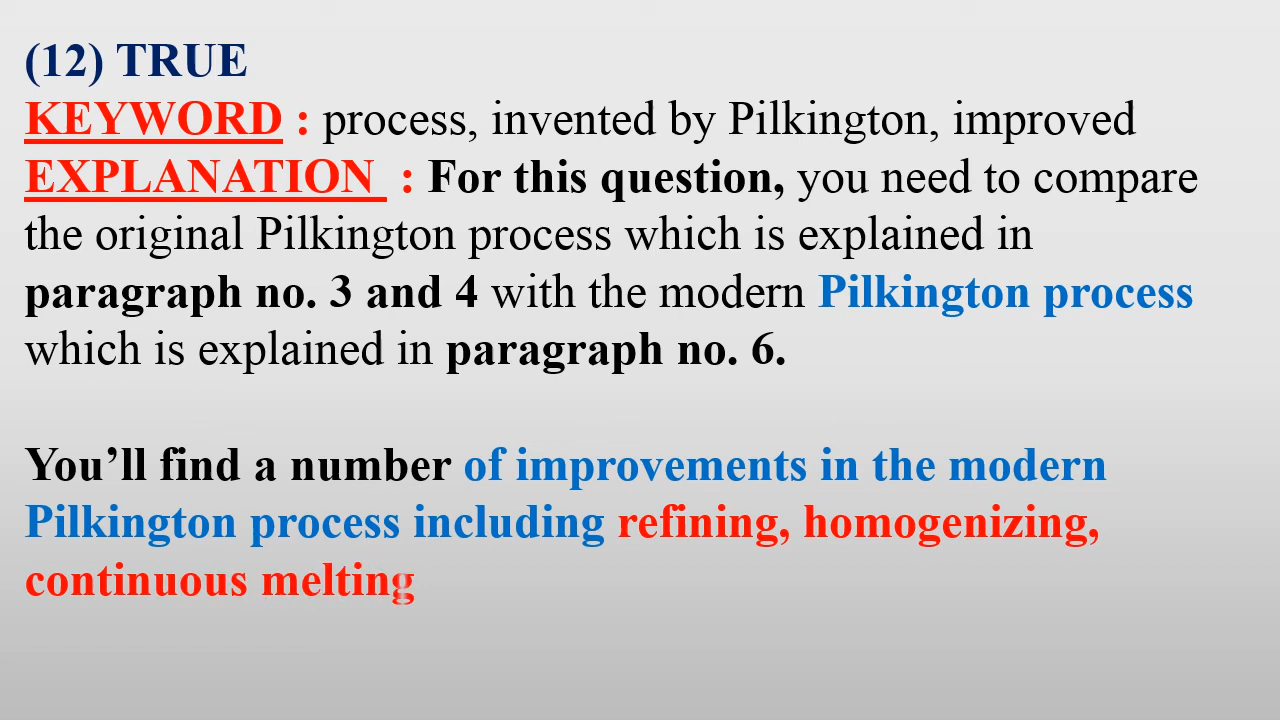 (12) TRUE
KEYWORD : process, invented by Pilkington, improved
EXPLANATION : For this question, you need to compare
the original Pilkington process which is explained in
paragraph no. 3 and 4 with the modern Pilkington process
which is explained in paragraph no. 6.
You’ll find a number of improvements in the modern
Pilkington process including refining, homogenizing,
continuous melting